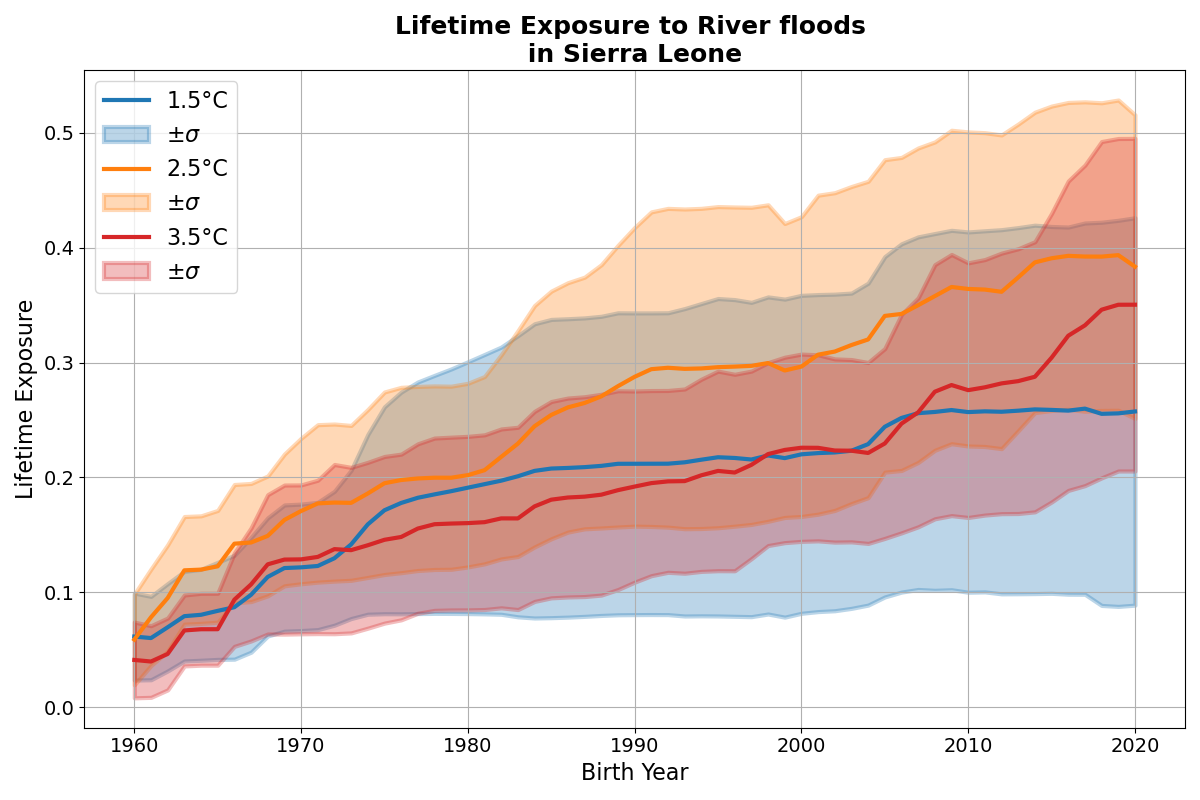 Lifetime Exposure to River floods
in Sierra Leone
1.5°C
±σ
2.5°C
±σ
3.5°C
±σ
Lifetime Exposure
0.5
0.4
0.3
0.2
0.1
0.0
1960 1970 1980 1990 2000 2010 2020
Birth Year